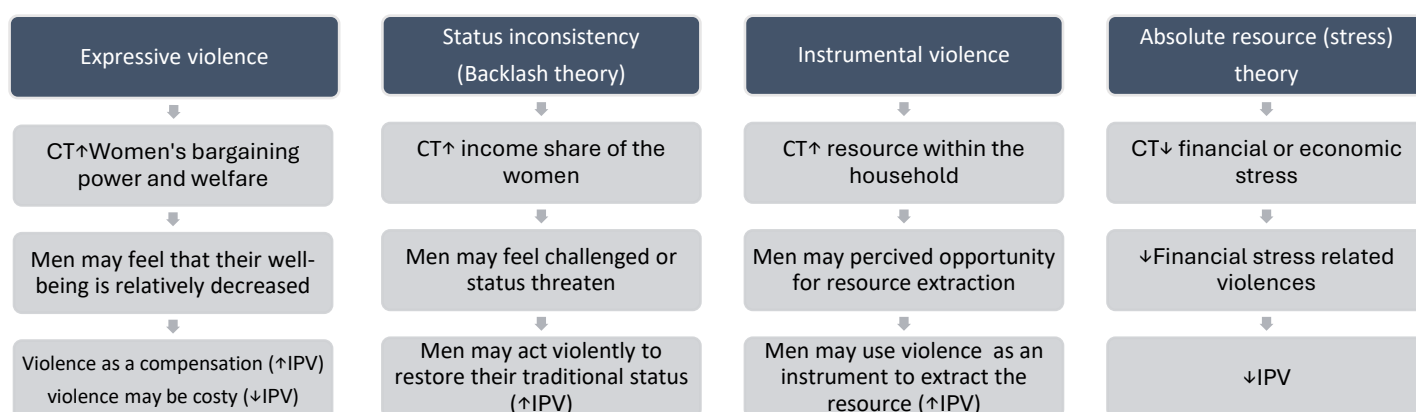 Expressive violence
CT↑Women's bargaining
power and welfare
Men may feel that their well-
being is relatively decreased
Violence as a compensation (↑IPV)
violence may be costy (↓IPV)
Status inconsistency
(Backlash theory)
CT↑ income share of the
women
Men may feel challenged or
status threaten
Men may act violently to
restore their traditional status
(↑IPV)
Instrumental violence
CT↑ resource within the
household
Men may percived opportunity
for resource extraction
Men may use violence as an
instrument to extract the
resource (↑IPV)
Absolute resource (stress)
theory
CT↓ financial or economic
stress
↓Financial stress related
violences
↓IPV